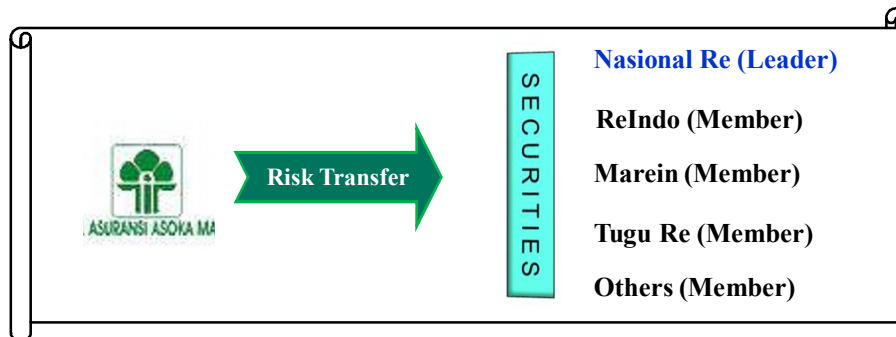 Nasional Re (Leader)
ReIndo (Member)
Marein (Member)
Tugu Re (Member)
Others (Member)
SECURITIES
Risk Transfer
ASURANSI ASOKA MA